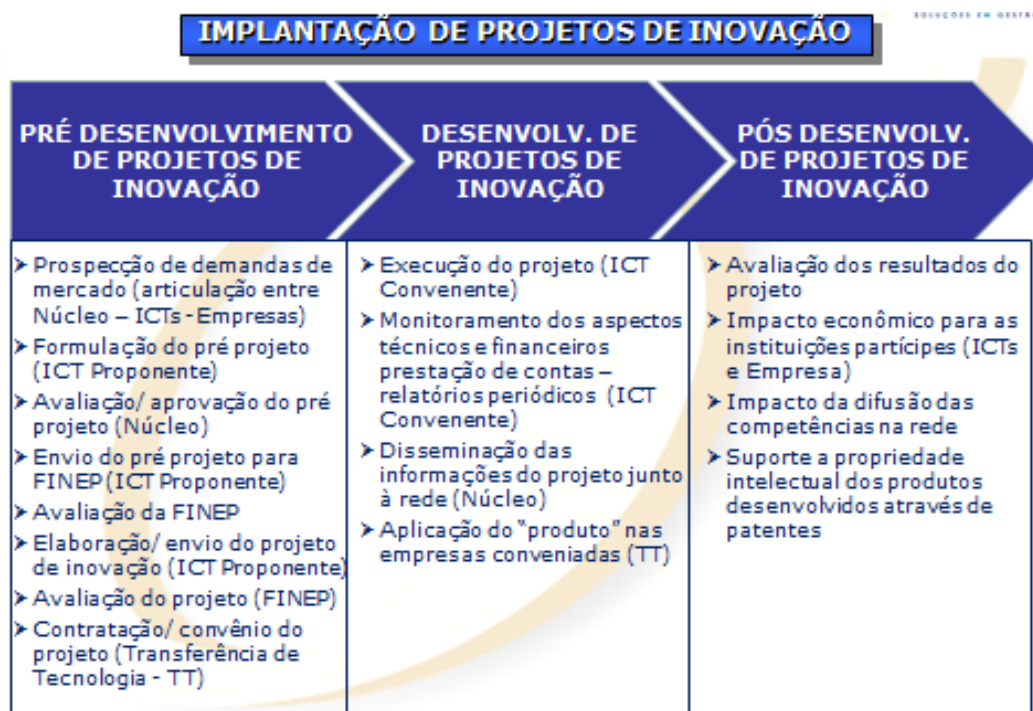 SOLUÇÕES EM GESTÃ
IMPLANTAÇÃO DE PROJETOS DE INOVAÇÃO
PRÉ DESENVOLVIMENTO
DE PROJETOS DE
INOVAÇÃO
DESENVOLV. DE
PROJETOS DE
INOVAÇÃO
PÓS DESENVOLV.
DE PROJETOS DE
INOVAÇÃO
➤ Prospecção de demandas de
mercado (articulação entre
Núcleo – ICTs -Empresas)
➤ Formulação do pré projeto
(ICT Proponente)
➤ Avaliação/ aprovação do pré
projeto (Núcleo)
➤ Envio do pré projeto para
FINEP (ICT Proponente)
➤ Avaliação da FINEP
➤ Elaboração/ envio do projeto
de inovação (ICT Proponente)
➤ Avaliação do projeto (FINEP)
➤ Contratação/ convênio do
projeto (Transferência de
Tecnologia - TT)
➤ Execução do projeto (ICT
Convenente)
➤ Monitoramento dos aspectos
técnicos e financeiros
prestação de contas –
relatórios periódicos (ICT
Convenente)
➤ Disseminação das
informações do projeto junto
à rede (Núcleo)
➤ Aplicação do “produto” nas
empresas conveniadas (TT)
➤ Avaliação dos resultados do
projeto
➤ Impacto econômico para as
instituições partícipes (ICTs
e Empresa)
➤ Impacto da difusão das
competências na rede
➤ Suporte a propriedade
intelectual dos produtos
desenvolvidos através de
patentes